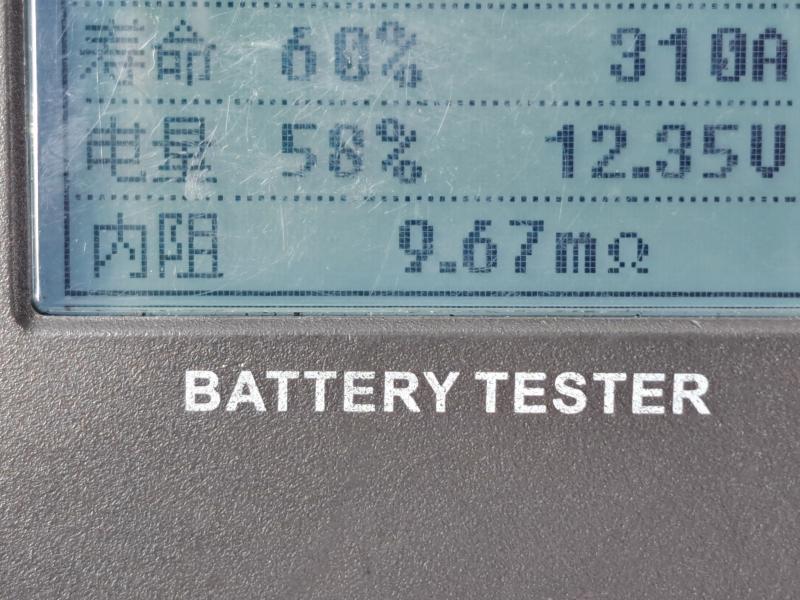 寿命 60% 310A
电量 58% 12.35V
内阻 9.67mΩ
BATTERY TESTER